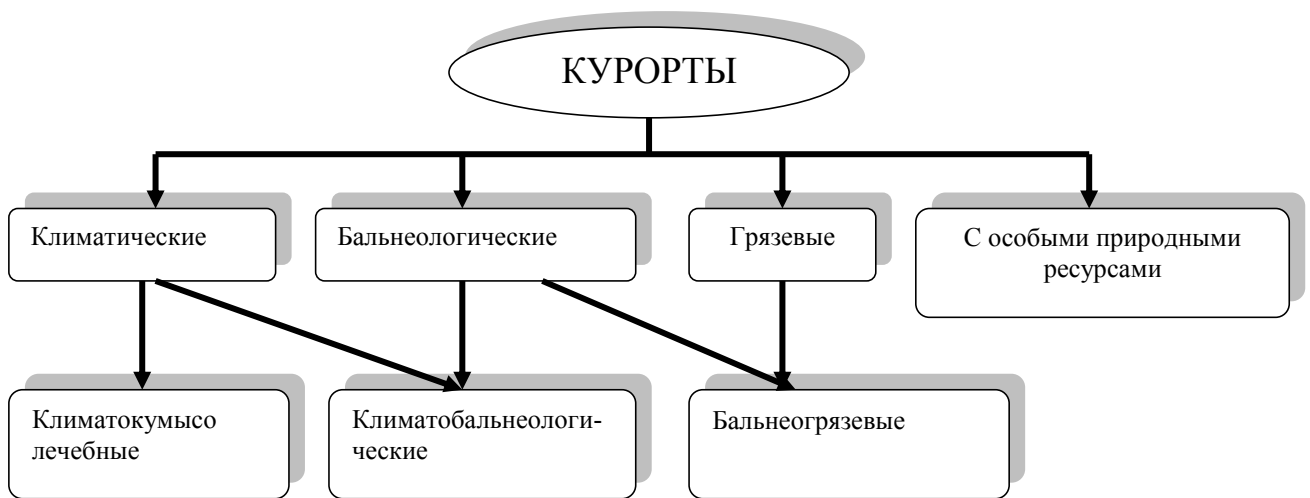 КУРОРТЫ
Климатические
Бальнеологические
Грязевые
С особыми природными
ресурсами
Климатокумысо
лечебные
Климатобальнеологи-
ческие
Бальнеогрязевые